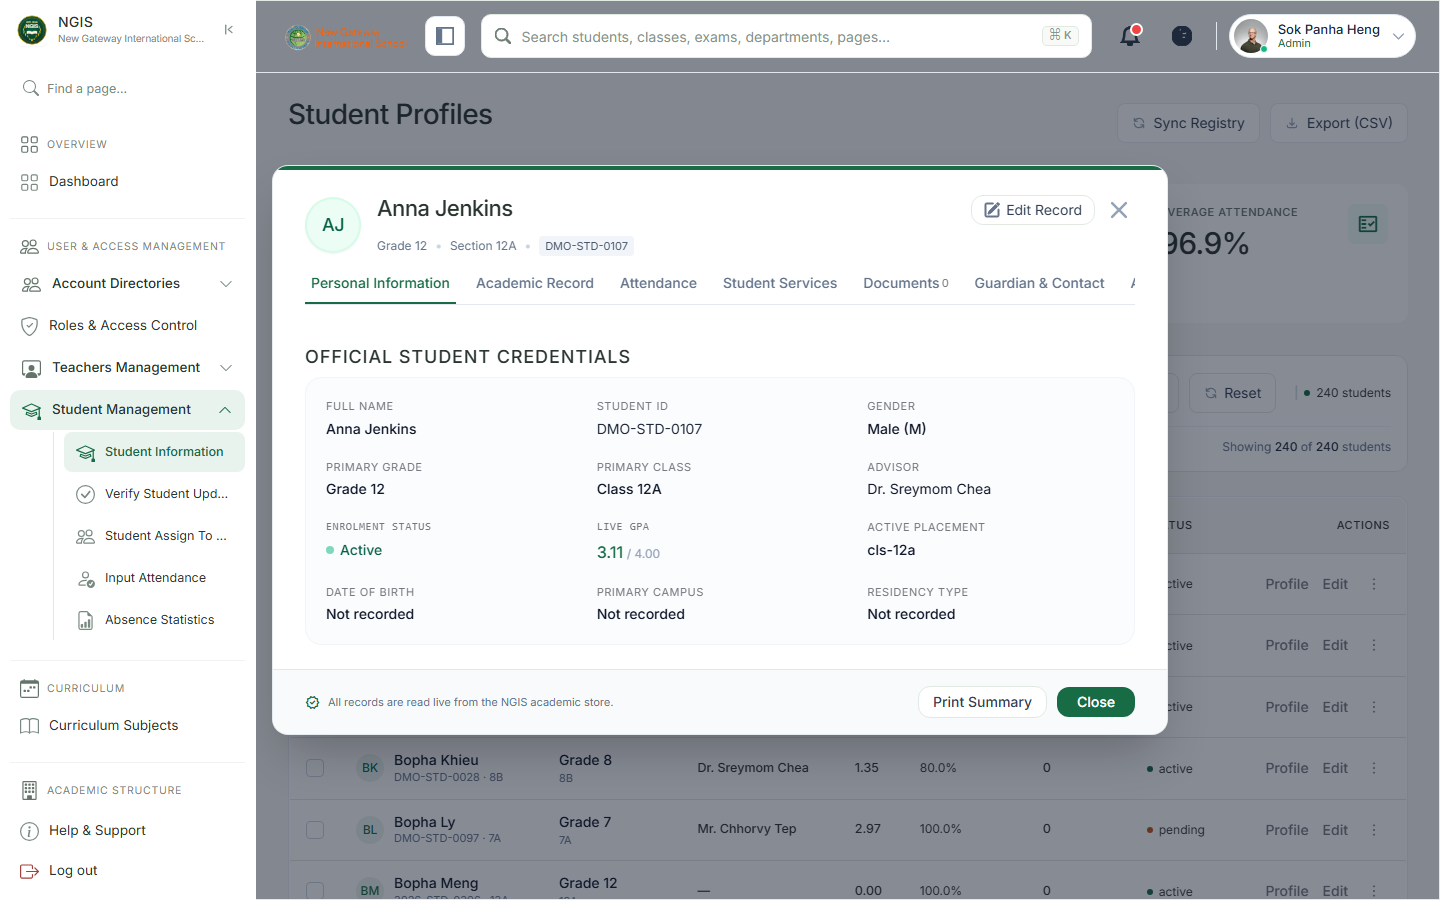 NGIS
New Gateway International Sc...
Find a page...
OVERVIEW
Dashboard
USER & ACCESS MANAGEMENT
Account Directories
Roles & Access Control
Teachers Management
Student Management
Student Information
Verify Student Upd...
Student Assign To ...
Input Attendance
Absence Statistics
CURRICULUM
Curriculum Subjects
ACADEMIC STRUCTURE
Help & Support
Log out
New Gateway
International School
Search students, classes, exams, departments, pages...
⌘ K
Sok Panha Heng
Admin
Student Profiles
Sync Registry
Export (CSV)
VERAGE ATTENDANCE
96.9%
Reset
240 students
Showing 240 of 240 students
TUS
ACTIONS
ctive
Profile Edit
ctive
Profile Edit
ctive
Profile Edit
AJ
Anna Jenkins
Grade 12 • Section 12A • DMO-STD-0107
Edit Record
Personal Information
Academic Record
Attendance
Student Services
Documents 0
Guardian & Contact
OFFICIAL STUDENT CREDENTIALS
FULL NAME
Anna Jenkins
STUDENT ID
DMO-STD-0107
GENDER
Male (M)
PRIMARY GRADE
Grade 12
PRIMARY CLASS
Class 12A
ADVISOR
Dr. Sreymom Chea
ENROLMENT STATUS
Active
LIVE GPA
3.11 / 4.00
ACTIVE PLACEMENT
cls-12a
DATE OF BIRTH
Not recorded
PRIMARY CAMPUS
Not recorded
RESIDENCY TYPE
Not recorded
All records are read live from the NGIS academic store.
Print Summary
Close
BK
Bopha Khieu
DMO-STD-0028 · 8B
Grade 8
8B
Dr. Sreymom Chea
1.35
80.0%
0
active
Profile Edit
BL
Bopha Ly
DMO-STD-0097 · 7A
Grade 7
7A
Mr. Chhorvy Tep
2.97
100.0%
0
pending
Profile Edit
BM
Bopha Meng
Grade 12
—
0.00
100.0%
0
active
Profile Edit